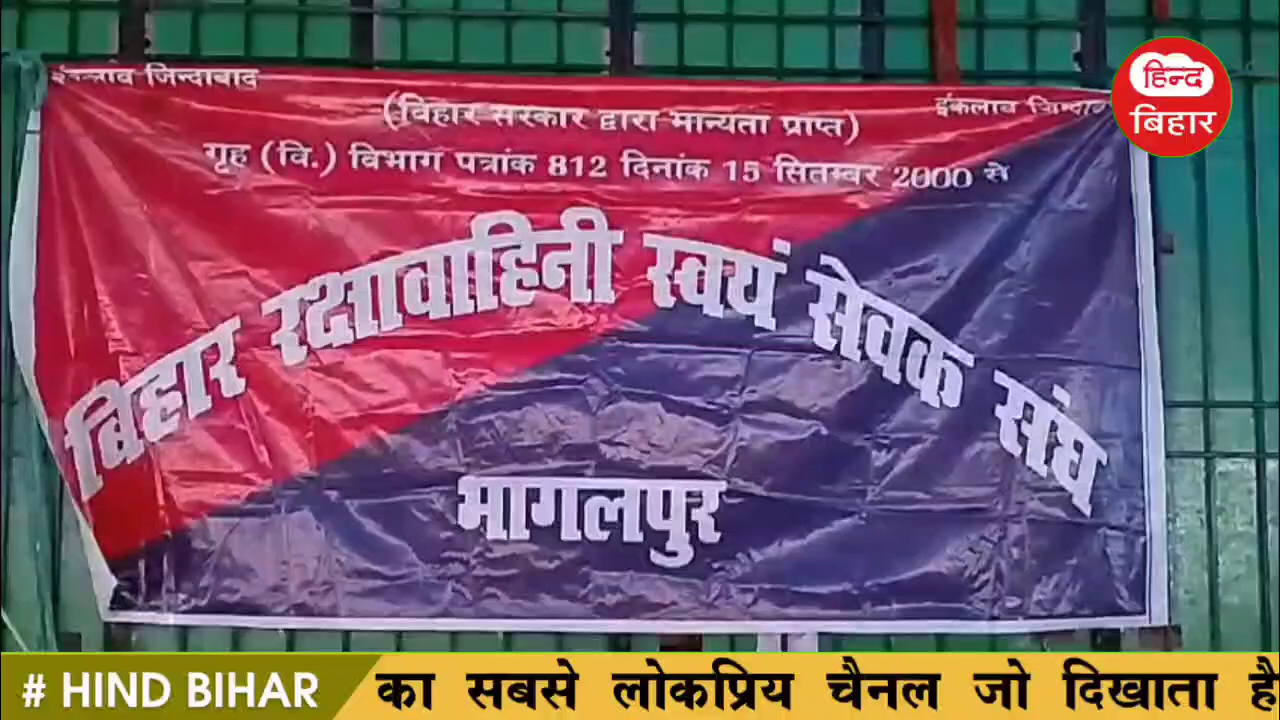 इंकलाब जिन्दाबाद
इंकलाब जिन्दाबाद
(बिहार सरकार द्वारा मान्यता प्राप्त)
गृह (वि.) विभाग पत्रांक 812 दिनांक 15 सितम्बर 2000 से
बिहार रक्षावाहिनी स्वयं सेवक संघ
भागलपुर
हिन्द
बिहार
# HIND BIHAR का सबसे लोकप्रिय चैनल जो दिखाता है